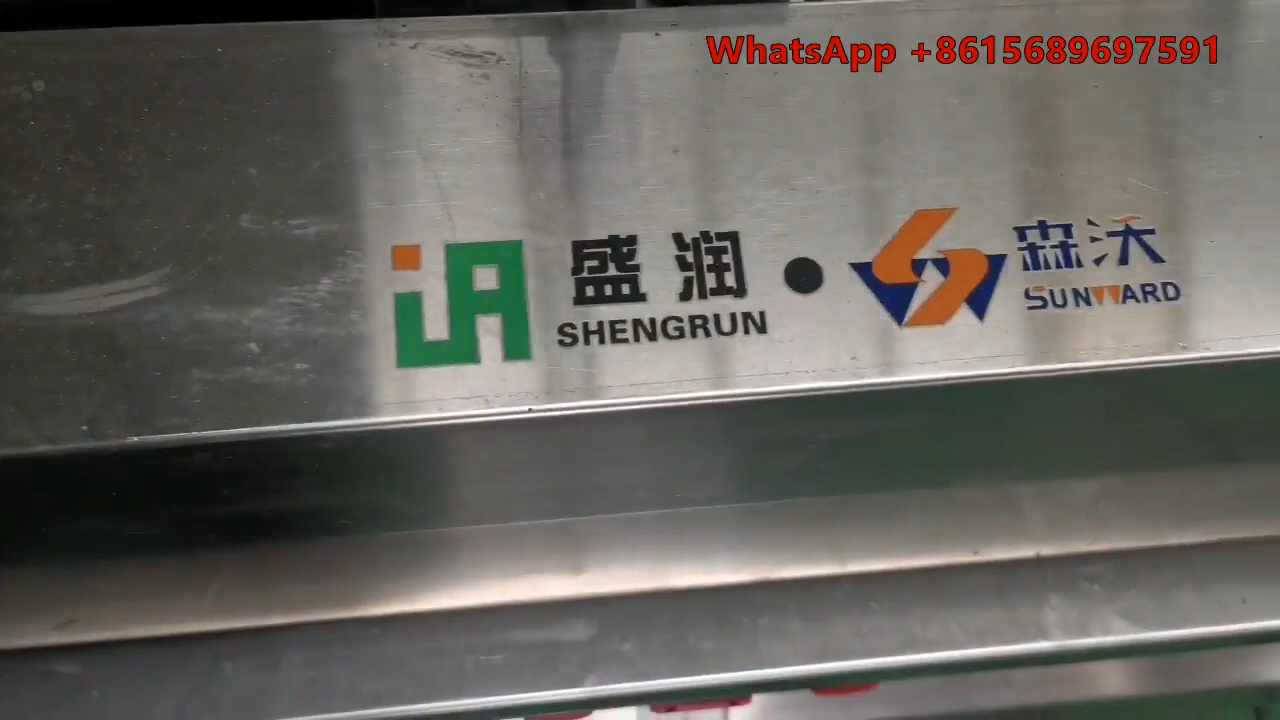 WhatsApp +8615689697591
盛润
SHENGRUN
森沃
SUNWARD